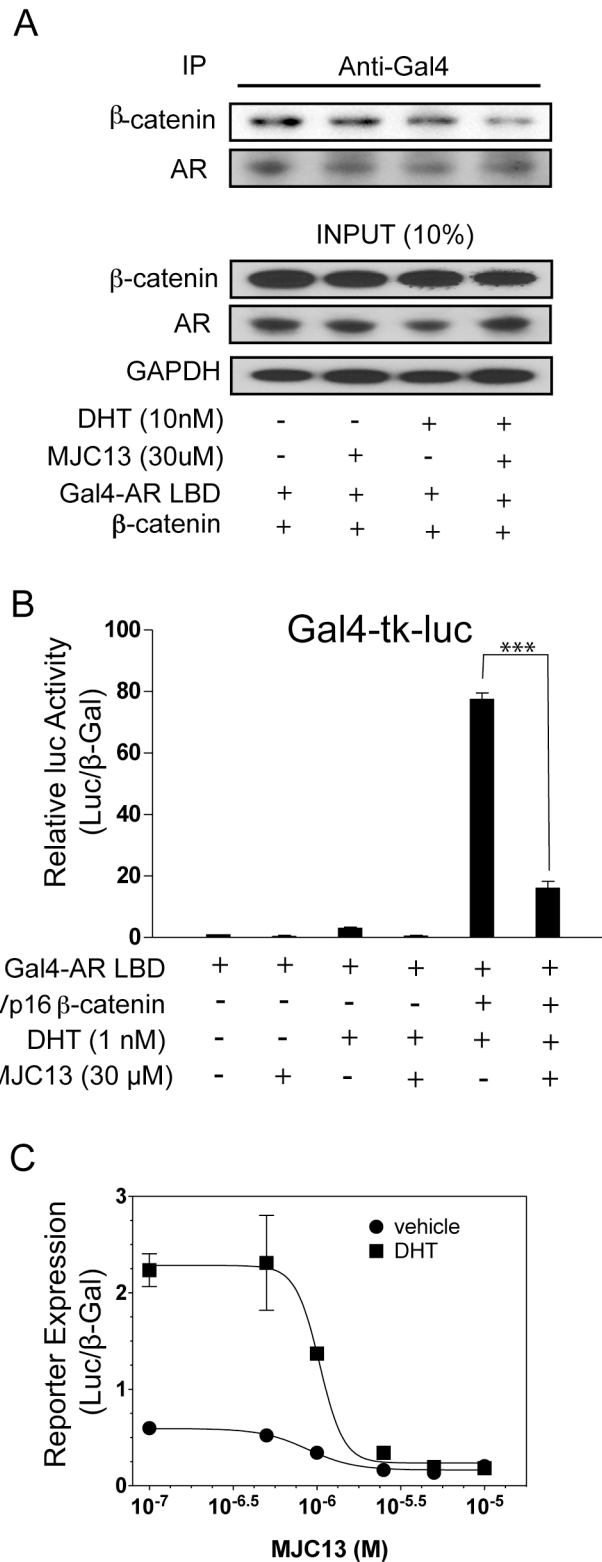 A
IP Anti-Gal4
β-catenin
AR
INPUT (10%)
β-catenin
AR
GAPDH
DHT (10nM) - - + +
MJC13 (30uM) - + - +
Gal4-AR LBD + + + +
β-catenin + + + +
B
Gal4-tk-luc
***
Relative luc Activity
(Luc/β-Gal)
100
80
60
40
20
0
Gal4-AR LBD + + + + + +
Vp16 β-catenin - - - - + +
DHT (1 nM) - - + + + +
MJC13 (30 µM) - + - + - +
C
Reporter Expression
(Luc/β-Gal)
3
2
1
0
vehicle
DHT
10-7 10-6.5 10-6 10-5.5 10-5
MJC13 (M)